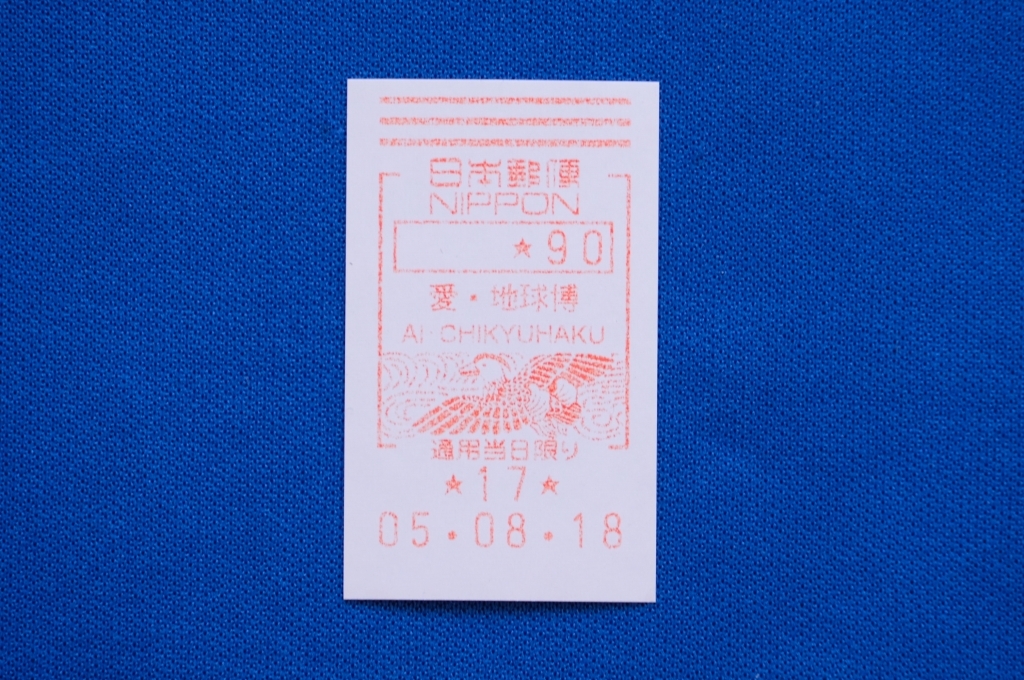 日本郵便
NIPPON
★90
愛・地球博
AI・CHIKYUHAKU
通用当日限り
★17★
05・08・18